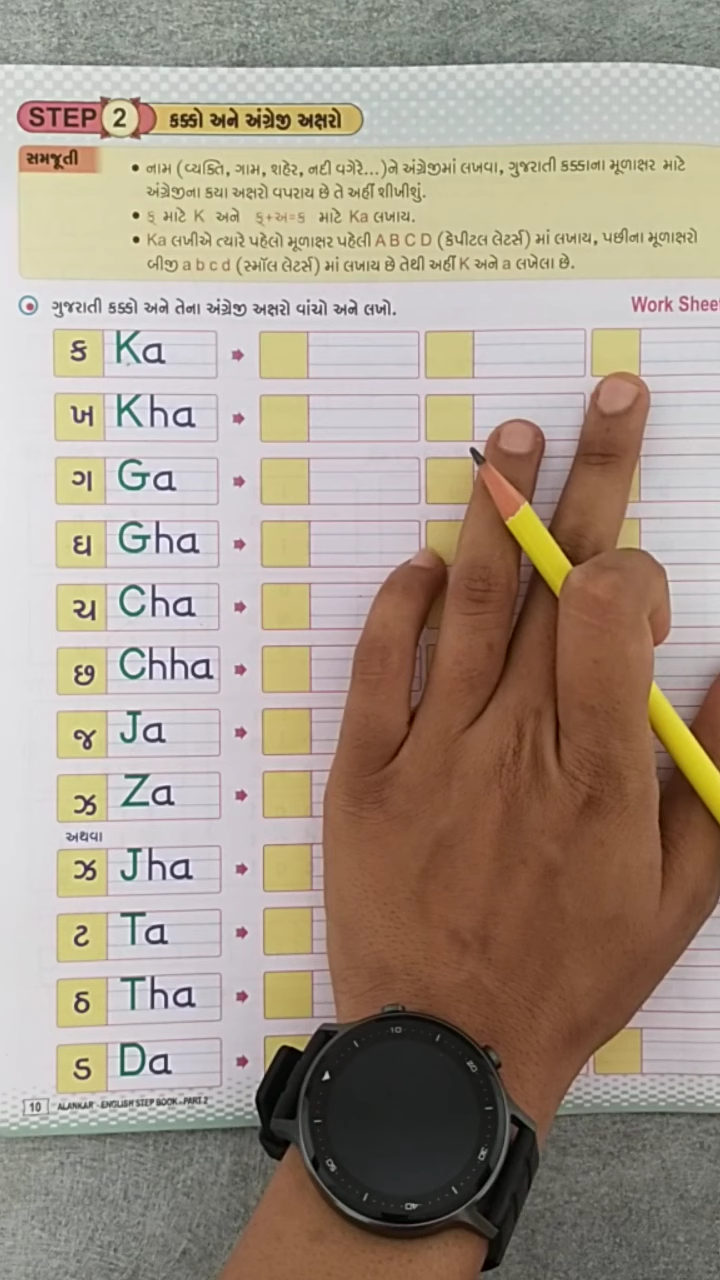 STEP 2 કક્કો અને અંગ્રેજી અક્ષરો
સમજૂતી
• નામ (વ્યક્તિ, ગામ, શહેર, નદી વગેરે...)ને અંગ્રેજીમાં લખવા, ગુજરાતી કક્કાના મૂળાક્ષર માટે
અંગ્રેજીના કયા અક્ષરો વપરાય છે તે અહીં શીખીશું.
• ક્ માટે K અને ક્+અ=ક માટે Ka લખાય.
• Ka લખીએ ત્યારે પહેલો મૂળાક્ષર પહેલી A B C D (કેપીટલ લેટર્સ) માં લખાય, પછીના મૂળાક્ષરો
બીજી a b c d (સ્મૉલ લેટર્સ) માં લખાય છે તેથી અહીં K અને a લખેલા છે.
ગુજરાતી કક્કો અને તેના અંગ્રેજી અક્ષરો વાંચો અને લખો. Work Shee
ક Ka
ખ Kha
ગ Ga
ઘ Gha
ચ Cha
છ Chha
જ Ja
ઝ Za
અથવા
ઝ Jha
ટ Ta
ઠ Tha
ડ Da
10 ALANKAR - ENGLISH STEP BOOK - PART 2